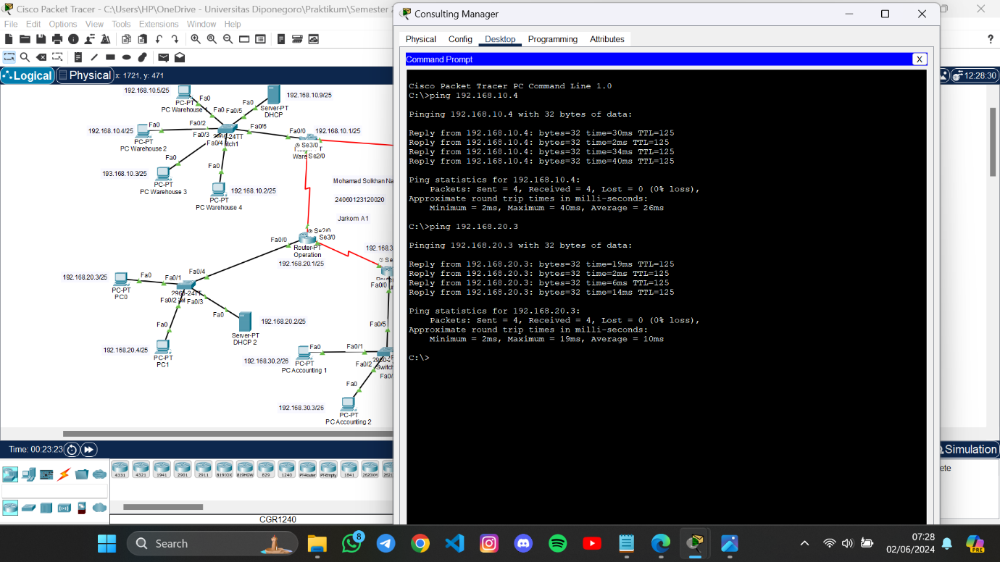 Cisco Packet Tracer - C:\Users\HP\OneDrive - Universitas Diponegoro\Praktikum\Semester
File Edit Options View Tools Extensions Window Help
Logical
Physical
x: 1721, y: 471
12:28:30
192.168.10.5/25
Fa0
PC-PT
PC Warehouse 1
Fa0
Fa0/5
Fa0
Server-PT
DHCP
192.168.10.9/25
192.168.10.4/25
Fa0
PC-PT
PC Warehouse 2
Fa0/2
Fa0/3
Fa0/4
2960-24TT
Fa0/6
Fa0/0
192.168.10.1/25
Se3/0
Se2/0
Fa0
193.168.10.3/25
PC-PT
PC Warehouse 3
Fa0
192.168.10.2/25
PC-PT
PC Warehouse 4
Mohamad Solkhan Na
24060123120020
Jarkom A1
Se2/0
Se3/0
Fa0/0
Router-PT
Operation
192.168.20.1/25
192.168.3
Fa0/0
192.168.20.3/25
Fa0
PC-PT
PC0
Fa0/1
Fa0/4
2960-24TT
Fa0/2
Fa0/3
Fa0
192.168.20.2/25
Server-PT
DHCP 2
Fa0
192.168.20.4/25
PC-PT
PC1
Fa0/5
192.168.30.2/26
Fa0
PC-PT
PC Accounting 1
Fa0/1
Fa0/2
Fa0
192.168.30.3/26
PC-PT
PC Accounting 2
Time: 00:23:23
Simulation
4331 4321 1941 2901 2911 819IOX 819HGW 829 1240 PT-Router PT-Empty 1841 2620XM 2621
ete
CGR1240
Consulting Manager
Physical Config Desktop Programming Attributes
Command Prompt
X
Cisco Packet Tracer PC Command Line 1.0
C:\>ping 192.168.10.4
Pinging 192.168.10.4 with 32 bytes of data:
Reply from 192.168.10.4: bytes=32 time=30ms TTL=125
Reply from 192.168.10.4: bytes=32 time=2ms TTL=125
Reply from 192.168.10.4: bytes=32 time=34ms TTL=125
Reply from 192.168.10.4: bytes=32 time=40ms TTL=125
Ping statistics for 192.168.10.4:
Packets: Sent = 4, Received = 4, Lost = 0 (0% loss),
Approximate round trip times in milli-seconds:
Minimum = 2ms, Maximum = 40ms, Average = 26ms
C:\>ping 192.168.20.3
Pinging 192.168.20.3 with 32 bytes of data:
Reply from 192.168.20.3: bytes=32 time=19ms TTL=125
Reply from 192.168.20.3: bytes=32 time=2ms TTL=125
Reply from 192.168.20.3: bytes=32 time=6ms TTL=125
Reply from 192.168.20.3: bytes=32 time=14ms TTL=125
Ping statistics for 192.168.20.3:
Packets: Sent = 4, Received = 4, Lost = 0 (0% loss),
Approximate round trip times in milli-seconds:
Minimum = 2ms, Maximum = 19ms, Average = 10ms
C:\>
Search
8
07:28
02/06/2024
PRE